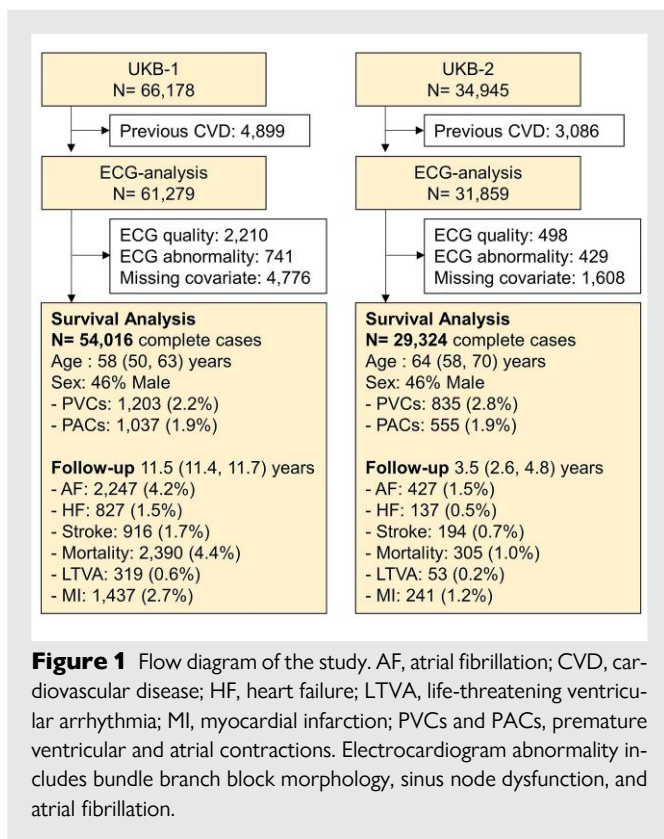 UKB-1
N= 66,178
Previous CVD: 4,899
ECG-analysis
N= 61,279
ECG quality: 2,210
ECG abnormality: 741
Missing covariate: 4,776
Survival Analysis
N= 54,016 complete cases
Age : 58 (50, 63) years
Sex: 46% Male
- PVCs: 1,203 (2.2%)
- PACs: 1,037 (1.9%)
Follow-up 11.5 (11.4, 11.7) years
- AF: 2,247 (4.2%)
- HF: 827 (1.5%)
- Stroke: 916 (1.7%)
- Mortality: 2,390 (4.4%)
- LTVA: 319 (0.6%)
- MI: 1,437 (2.7%)
UKB-2
N= 34,945
Previous CVD: 3,086
ECG-analysis
N= 31,859
ECG quality: 498
ECG abnormality: 429
Missing covariate: 1,608
Survival Analysis
N= 29,324 complete cases
Age: 64 (58, 70) years
Sex: 46% Male
- PVCs: 835 (2.8%)
- PACs: 555 (1.9%)
Follow-up 3.5 (2.6, 4.8) years
- AF: 427 (1.5%)
- HF: 137 (0.5%)
- Stroke: 194 (0.7%)
- Mortality: 305 (1.0%)
- LTVA: 53 (0.2%)
- MI: 241 (1.2%)
Figure 1 Flow diagram of the study. AF, atrial fibrillation; CVD, car-
diovascular disease; HF, heart failure; LTVA, life-threatening ventricu-
lar arrhythmia; MI, myocardial infarction; PVCs and PACs, premature
ventricular and atrial contractions. Electrocardiogram abnormality in-
cludes bundle branch block morphology, sinus node dysfunction, and
atrial fibrillation.